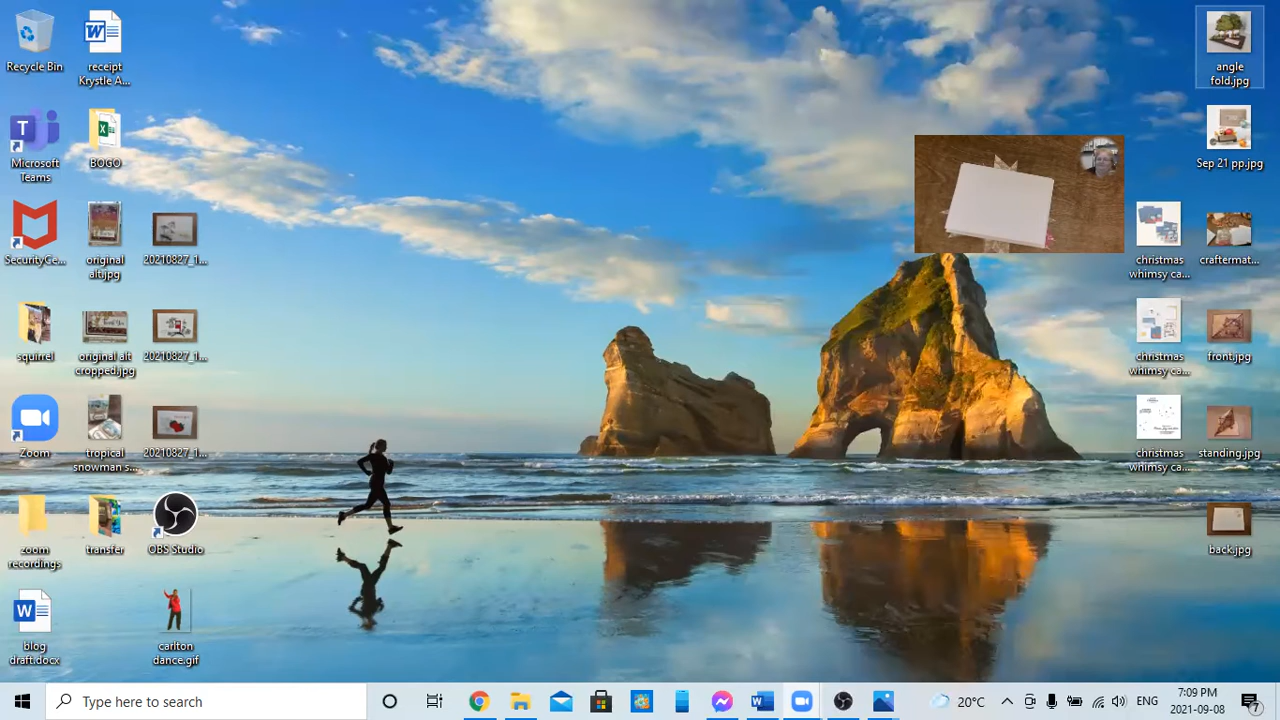 Recycle Bin
receipt
Krystle A...
Microsoft
Teams
BOGO
SecurityCe...
original
alt.jpg
20210827_1...
squirrel
original alt
cropped.jpg
20210827_1...
Zoom
tropical
snowman s...
20210827_1...
zoom
recordings
transfer
OBS Studio
blog
draft.docx
carlton
dance.gif
angle
fold.jpg
Sep 21 pp.jpg
christmas
whimsy ca...
craftermat...
christmas
whimsy ca...
front.jpg
christmas
whimsy ca...
standing.jpg
back.jpg
Type here to search
20°C
ENG
7:09 PM
2021-09-08
7